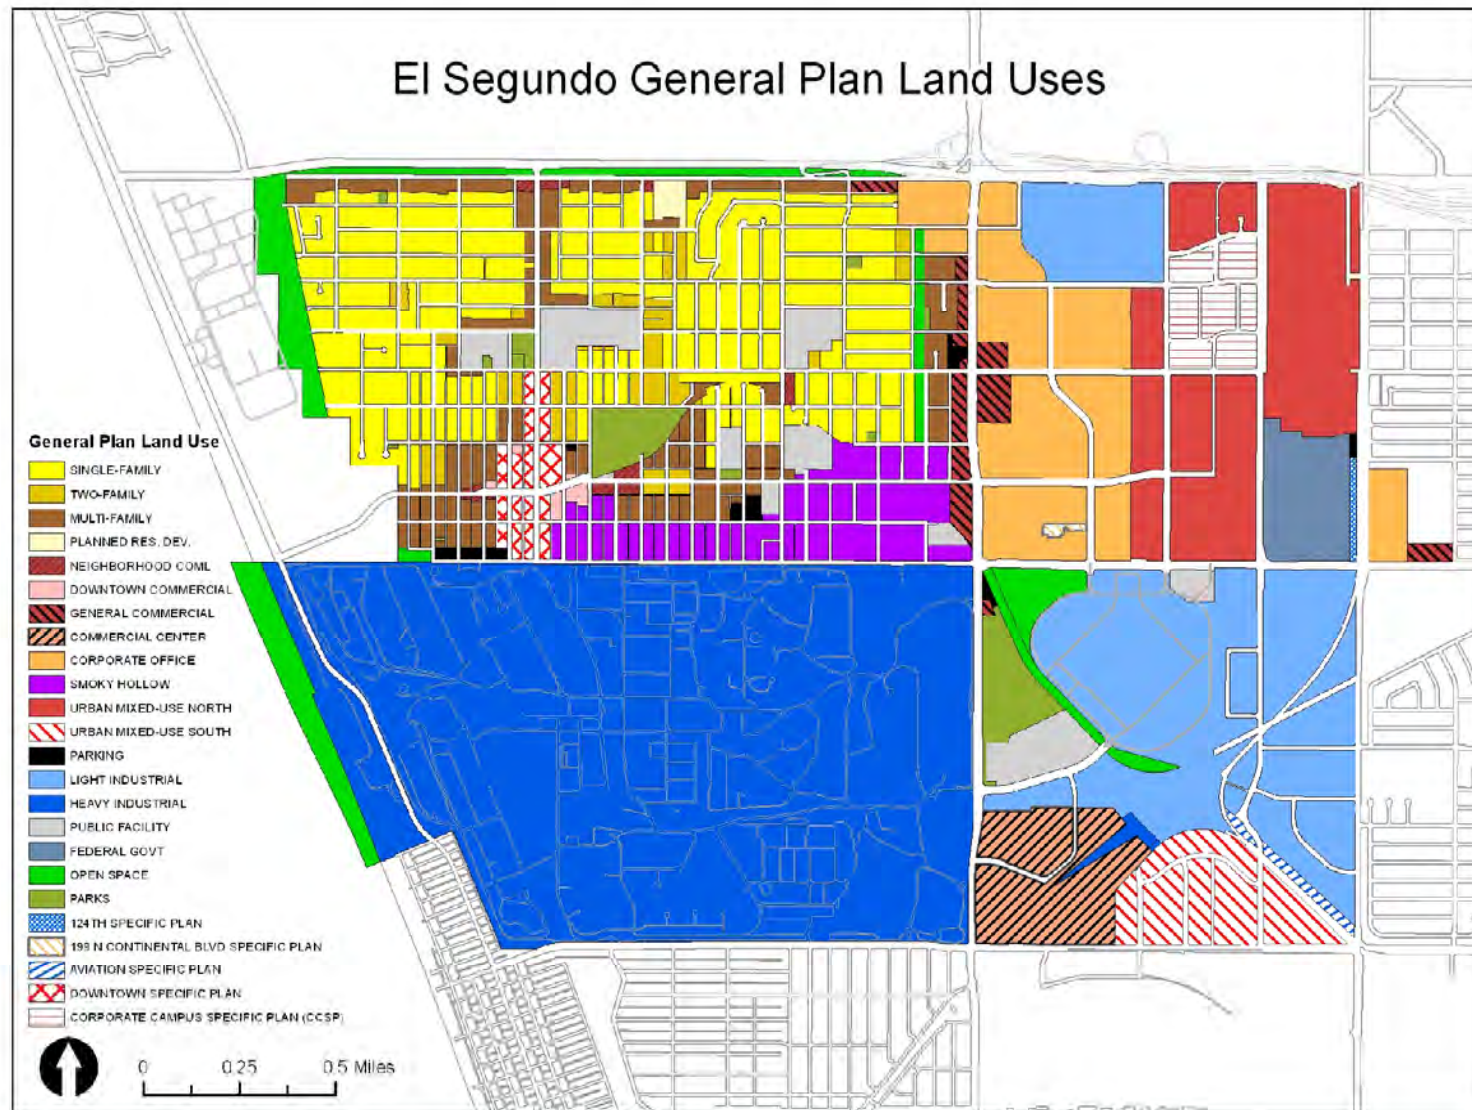 El Segundo General Plan Land Uses
General Plan Land Use
SINGLE-FAMILY
TWO-FAMILY
MULTI-FAMILY
PLANNED RES. DEV.
NEIGHBORHOOD COML
DOWNTOWN COMMERCIAL
GENERAL COMMERCIAL
COMMERCIAL CENTER
CORPORATE OFFICE
SMOKY HOLLOW
URBAN MIXED-USE NORTH
URBAN MIXED-USE SOUTH
PARKING
LIGHT INDUSTRIAL
HEAVY INDUSTRIAL
PUBLIC FACILITY
FEDERAL GOVT
OPEN SPACE
PARKS
124TH SPECIFIC PLAN
199 N CONTINENTAL BLVD SPECIFIC PLAN
AVIATION SPECIFIC PLAN
DOWNTOWN SPECIFIC PLAN
CORPORATE CAMPUS SPECIFIC PLAN (CCSP)
0 0.25 0.5 Miles